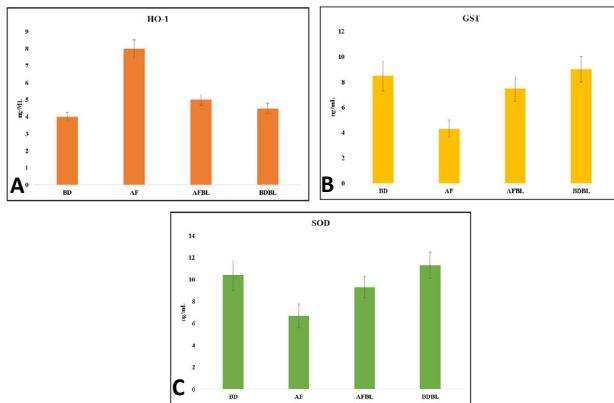 HO-1
9
8
7
6
5
4
3
2
1
0
ng/ML
BD AF AFBL BDBL
A
GST
12
10
8
6
4
2
0
ng/mL
BD AF AFBL BDBL
B
SOD
14
12
10
8
6
4
2
0
ng/mL
BD AF AFBL BDBL
C